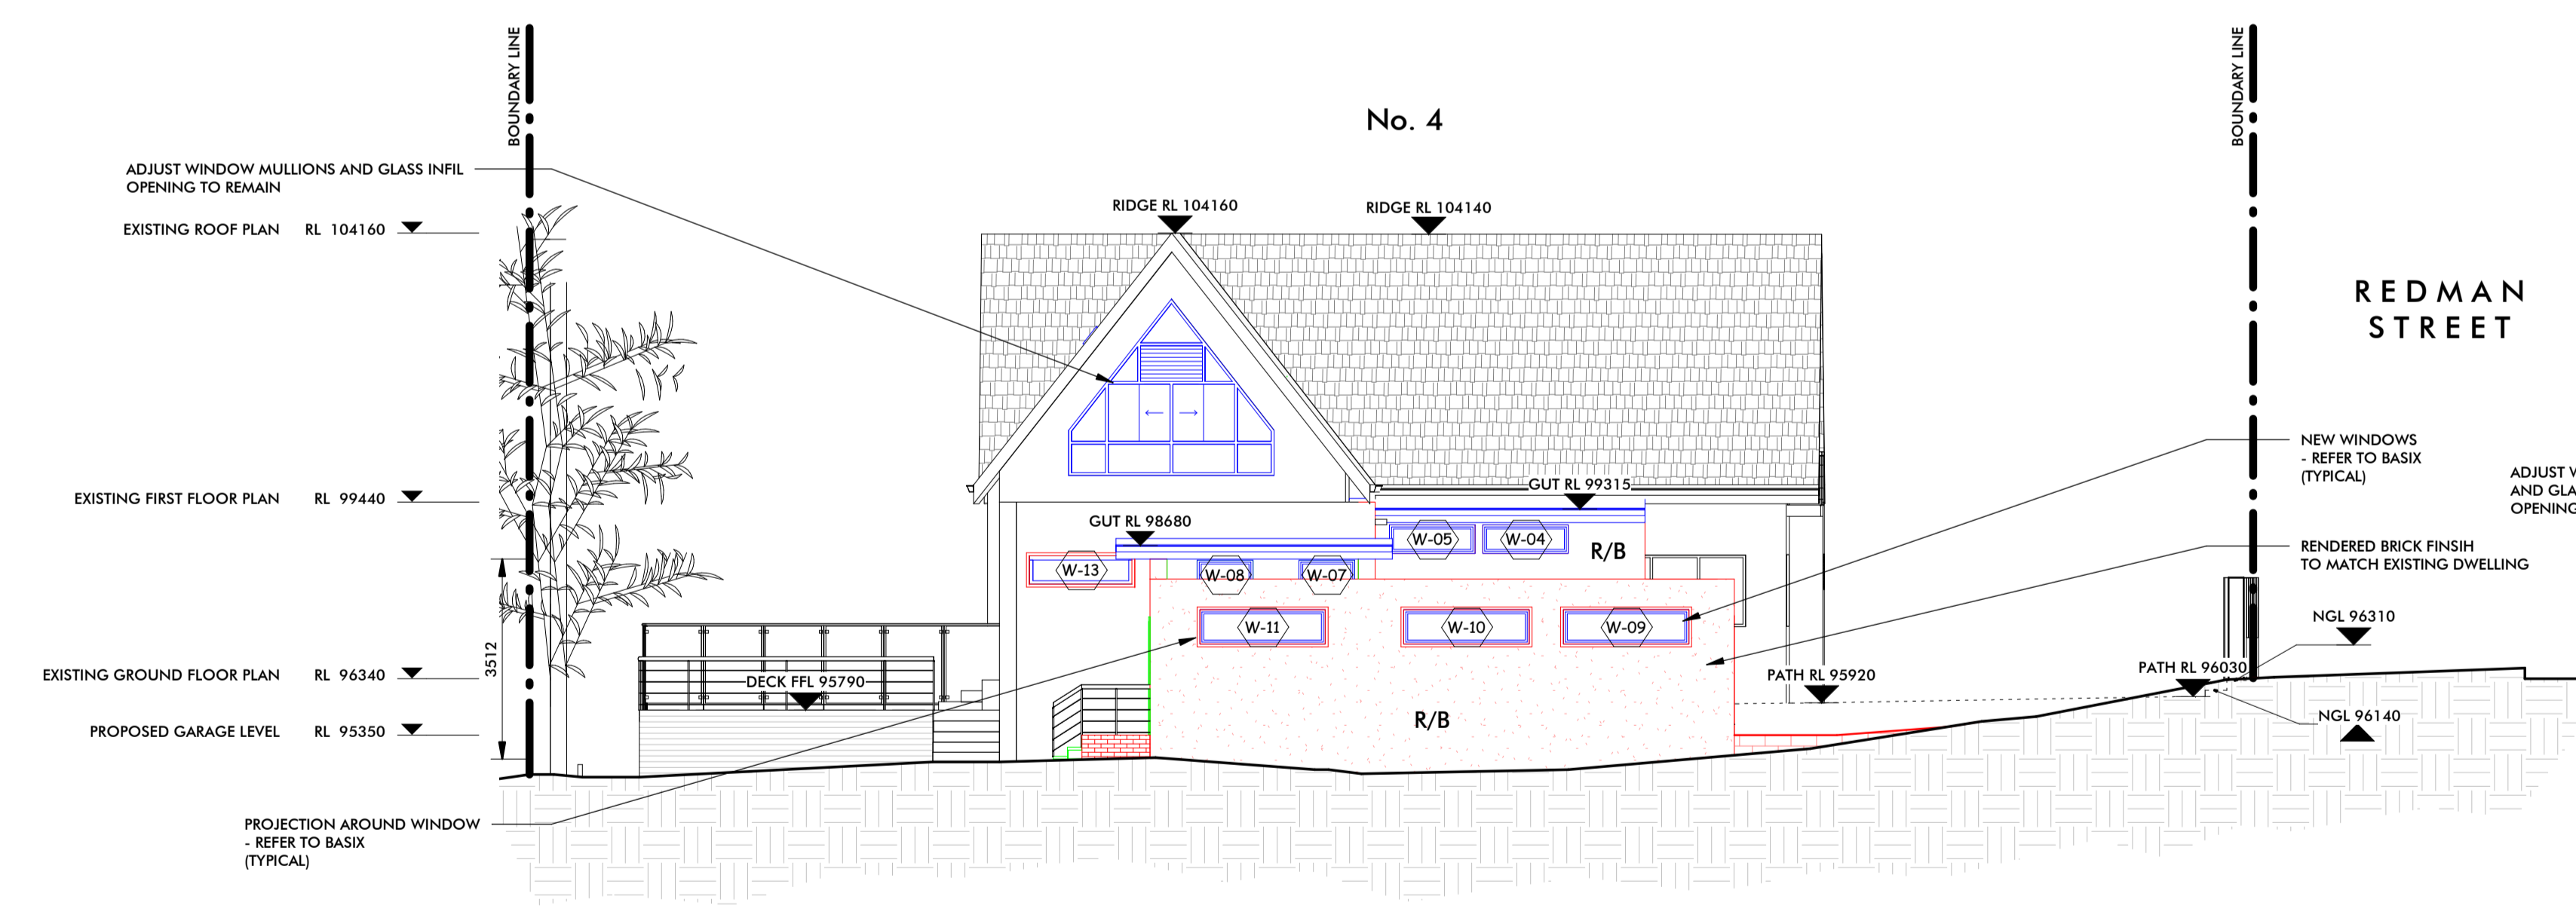 BOUNDARY LINE
BOUNDARY LINE
No. 4
ADJUST WINDOW MULLIONS AND GLASS INFIL
OPENING TO REMAIN
RIDGE RL 104160
RIDGE RL 104140
EXISTING ROOF PLAN RL 104160
REDMAN
STREET
NEW WINDOWS
- REFER TO BASIX
(TYPICAL)
ADJUST W
AND GLA
OPENING
EXISTING FIRST FLOOR PLAN RL 99440
GUT RL 99315
GUT RL 98680
W-05
W-04
R/B
RENDERED BRICK FINSIH
TO MATCH EXISTING DWELLING
W-13
W-08
W-07
W-11
W-10
W-09
NGL 96310
3512
EXISTING GROUND FLOOR PLAN RL 96340
DECK FFL 95790
PATH RL 95920
PATH RL 96030
NGL 96140
R/B
PROPOSED GARAGE LEVEL RL 95350
PROJECTION AROUND WINDOW
- REFER TO BASIX
(TYPICAL)